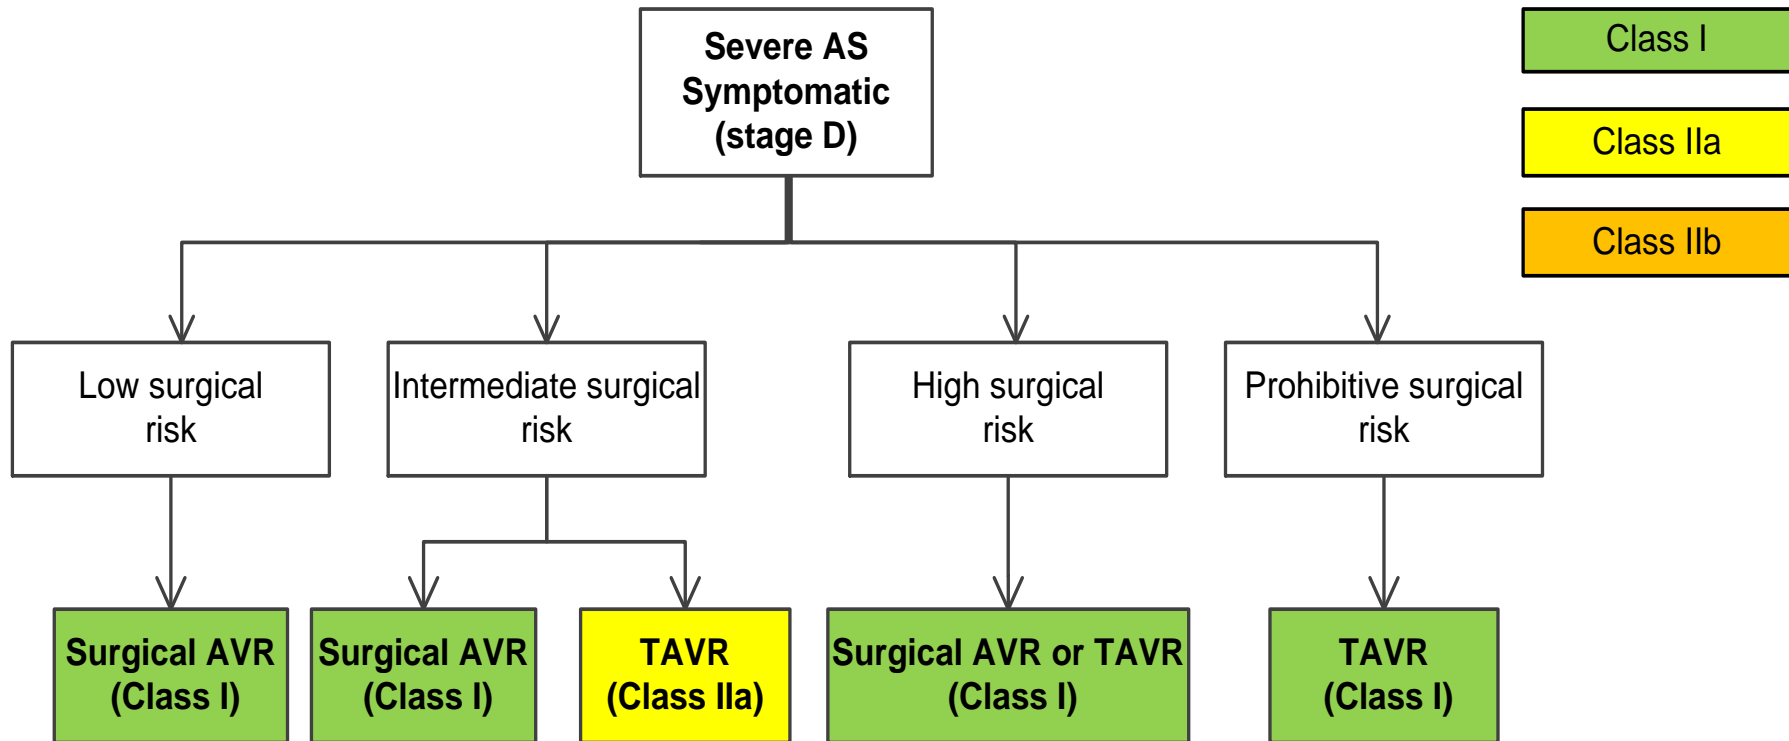 Severe AS
Symptomatic
(stage D)
Class I
Class IIa
Class IIb
Low surgical
risk
Intermediate surgical
risk
High surgical
risk
Prohibitive surgical
risk
Surgical AVR
(Class I)
Surgical AVR
(Class I)
TAVR
(Class IIa)
Surgical AVR or TAVR
(Class I)
TAVR
(Class I)